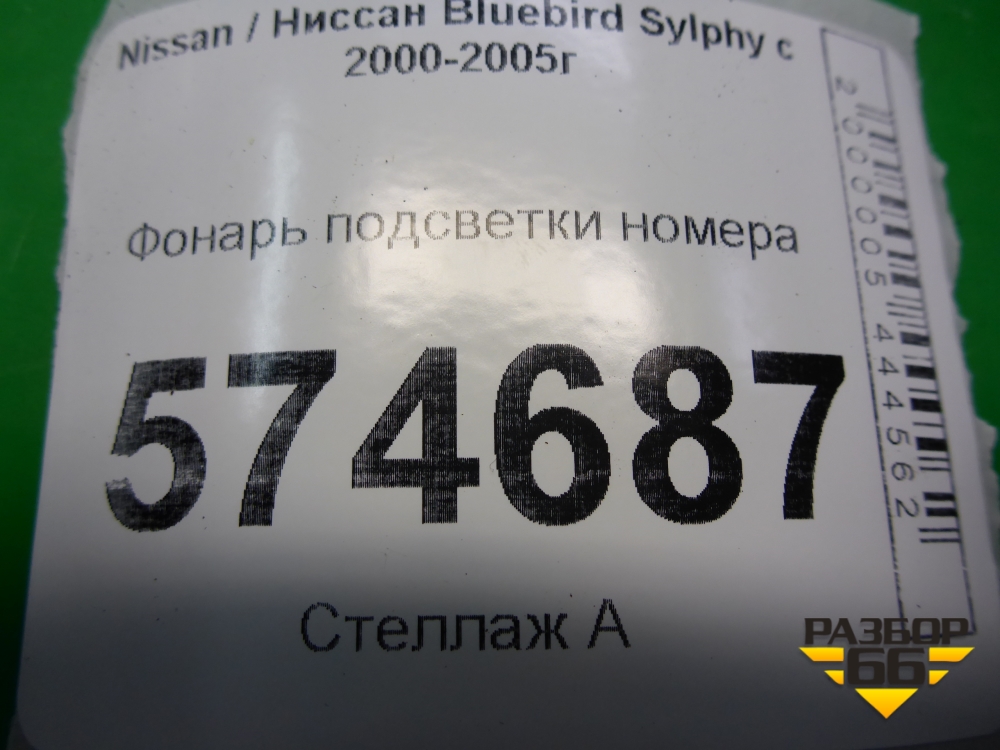 Nissan / Ниссан Bluebird Sylphy с
2000-2005г
Фонарь подсветки номера
574687
Стеллаж А
2000005444562
РАЗБОР
66